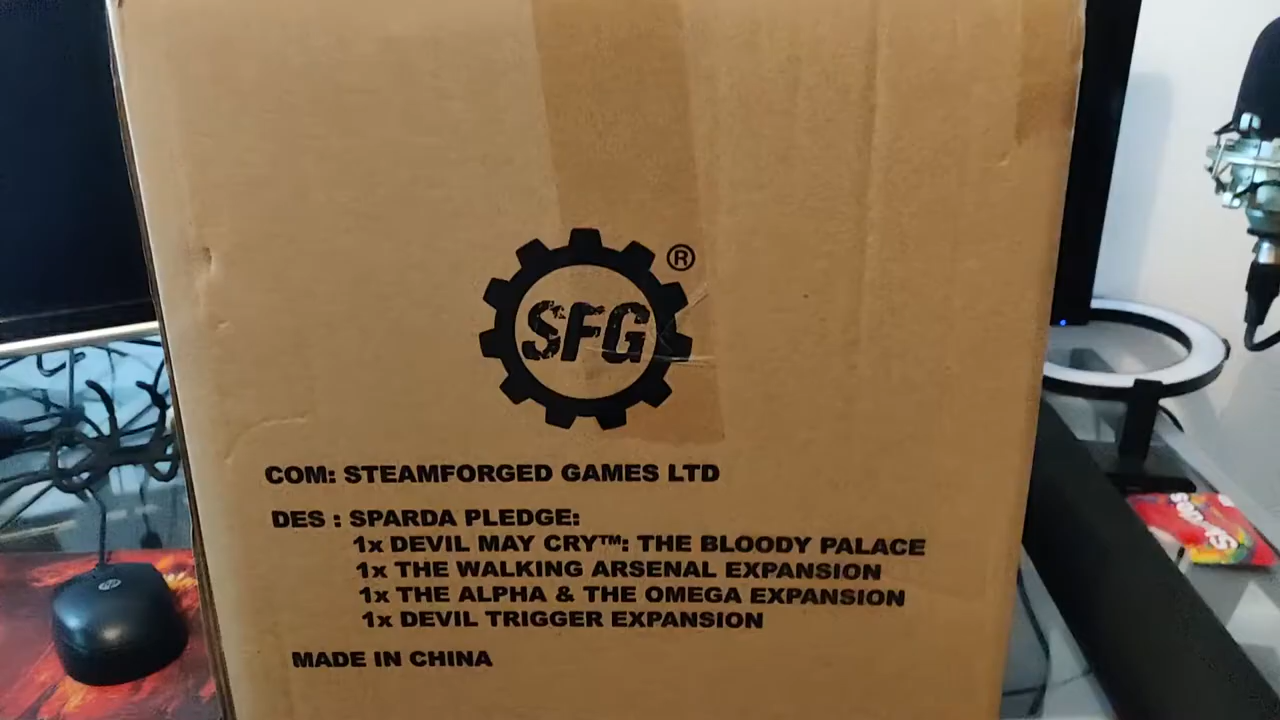 SFG®
COM: STEAMFORGED GAMES LTD
DES : SPARDA PLEDGE:
1x DEVIL MAY CRY™: THE BLOODY PALACE
1x THE WALKING ARSENAL EXPANSION
1x THE ALPHA & THE OMEGA EXPANSION
1x DEVIL TRIGGER EXPANSION
MADE IN CHINA
hp